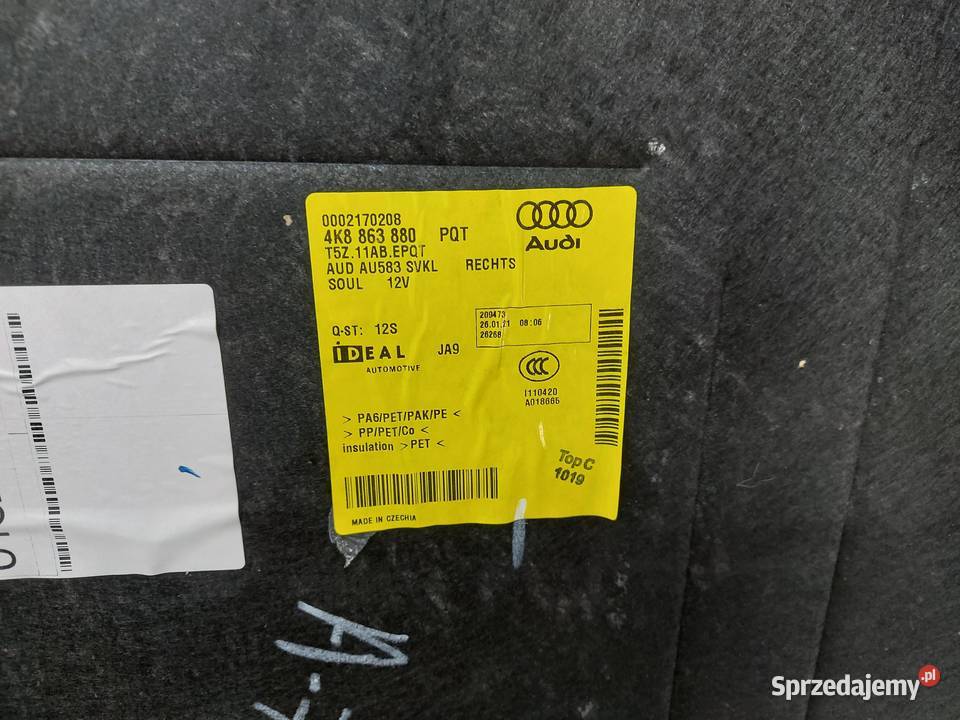 0002170208
4K8 863 880 PQT
T5Z.11AB.EPQT
AUD AU583 SVKL RECHTS
SOUL 12V
Audi
Q-ST: 12S
209473
26.01.21 08:06
26268
iDEAL JA9
AUTOMOTIVE
CCC
I110420
A018665
> PA6/PET/PAK/PE <
> PP/PET/Co <
insulation >PET <
Top C
1019
MADE IN CZECHIA
Sprzedajemy.pl